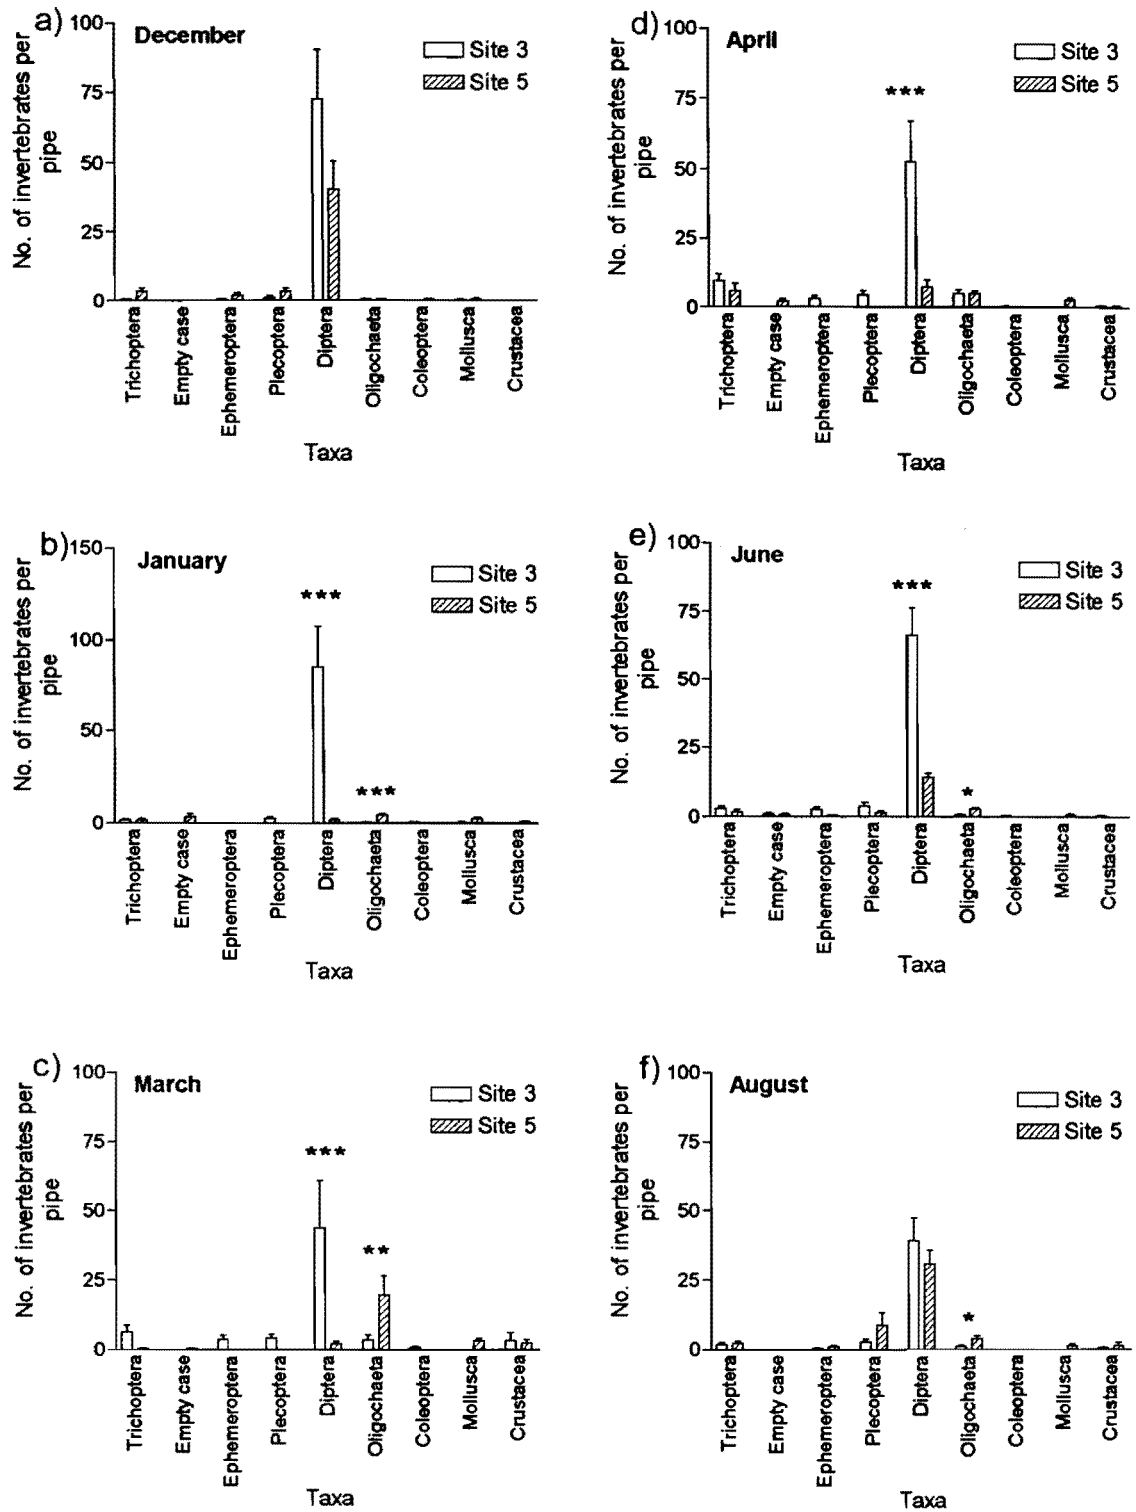 a)
December
No. of invertebrates per
pipe
100
75
50
25
0
Site 3
Site 5
Trichoptera
Empty case
Ephemeroptera
Plecoptera
Diptera
Oligochaeta
Coleoptera
Mollusca
Crustacea
Taxa
b)
January
No. of invertebrates per
pipe
150
100
50
0
Site 3
Site 5
***
***
Trichoptera
Empty case
Ephemeroptera
Plecoptera
Diptera
Oligochaeta
Coleoptera
Mollusca
Crustacea
Taxa
c)
March
No. of invertebrates per
pipe
100
75
50
25
0
Site 3
Site 5
***
**
Trichoptera
Empty case
Ephemeroptera
Plecoptera
Diptera
Oligochaeta
Coleoptera
Mollusca
Crustacea
Taxa
d)
April
No. of invertebrates per
pipe
100
75
50
25
0
Site 3
Site 5
***
Trichoptera
Empty case
Ephemeroptera
Plecoptera
Diptera
Oligochaeta
Coleoptera
Mollusca
Crustacea
Taxa
e)
June
No. of invertebrates per
pipe
100
75
50
25
0
Site 3
Site 5
***
*
Trichoptera
Empty case
Ephemeroptera
Plecoptera
Diptera
Oligochaeta
Coleoptera
Mollusca
Crustacea
Taxa
f)
August
No. of invertebrates per
pipe
100
75
50
25
0
Site 3
Site 5
*
Trichoptera
Empty case
Ephemeroptera
Plecoptera
Diptera
Oligochaeta
Coleoptera
Mollusca
Crustacea
Taxa